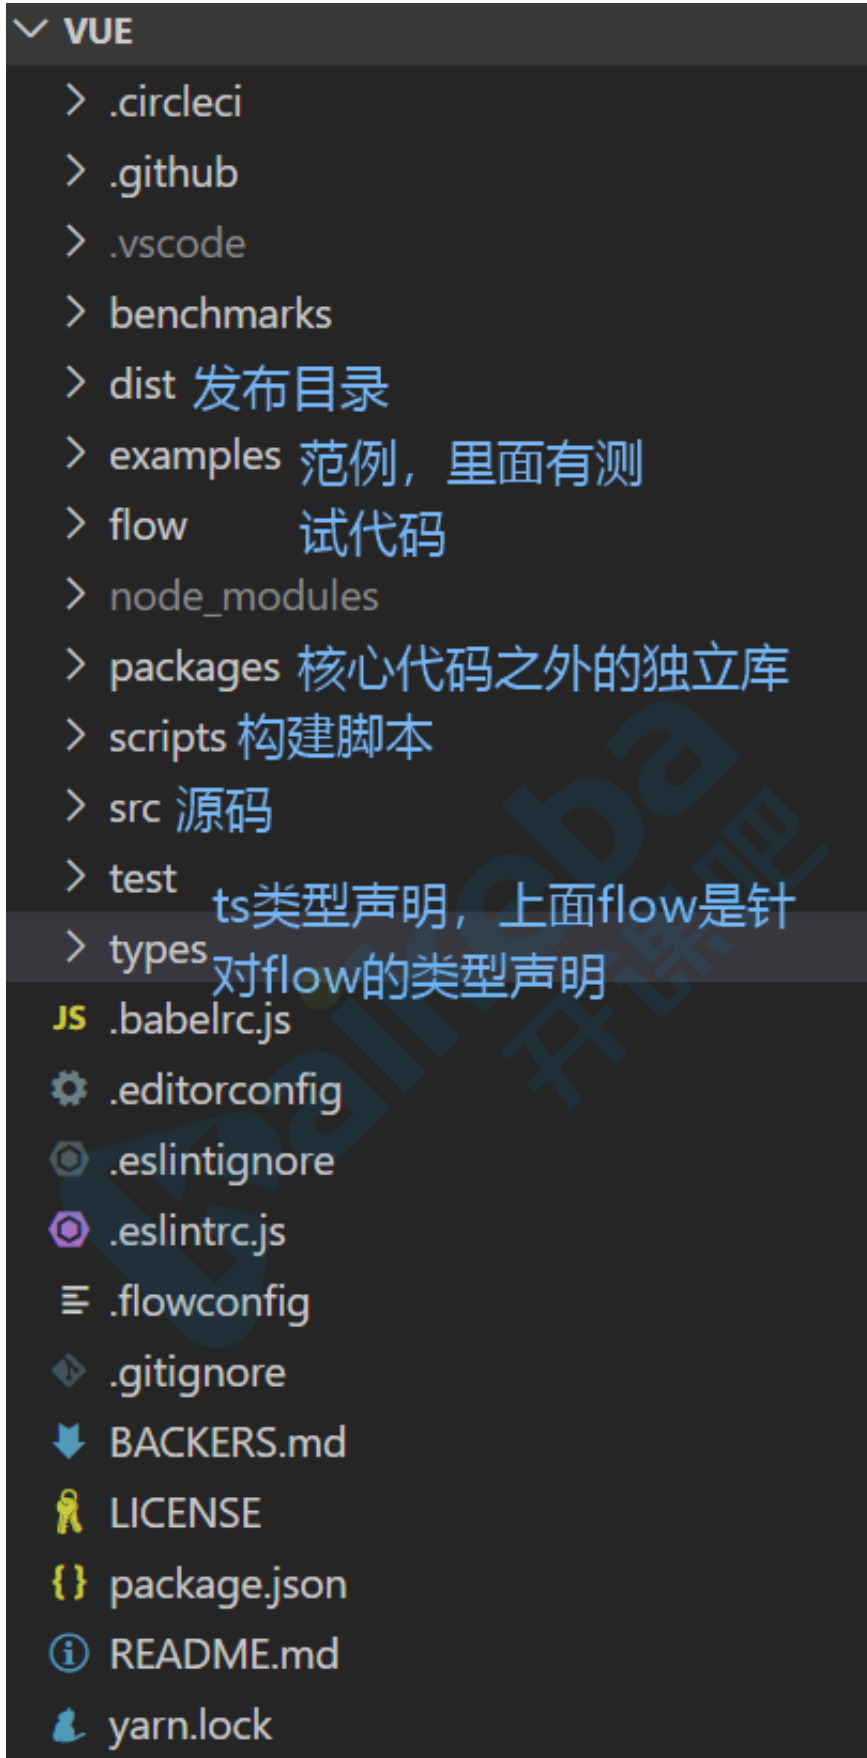 VUE
.circleci
.github
.vscode
benchmarks
dist 发布目录
examples 范例，里面有测
flow 试代码
node_modules
packages 核心代码之外的独立库
scripts 构建脚本
src 源码
test
ts类型声明，上面flow是针
types 对flow的类型声明
JS .babelrc.js
.editorconfig
.eslintignore
.eslintrc.js
.flowconfig
.gitignore
BACKERS.md
LICENSE
{} package.json
README.md
yarn.lock
kaikeba
开课吧